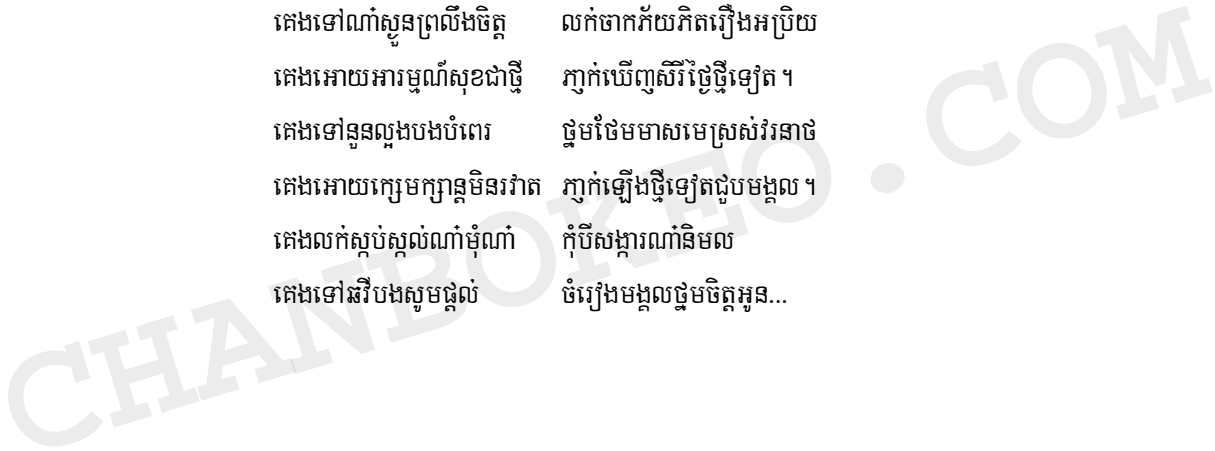 គេងទៅណា៎ស្ងួនព្រលឹងចិត្ត លក់ចាកភ័យភិតរឿងអប្រិយ
គេងអោយអារម្មណ៍សុខជាថ្មី ភ្ញាក់ឃើញសិរីថ្ងៃថ្មីទៀត។
គេងទៅនួនល្អងបងបំពេរ ថ្នមថែមមាសមេស្រស់វរនាថ
គេងអោយក្សេមក្សាន្តមិនរវាត ភ្ញាក់ឡើងថ្មីទៀតជួបមង្គល។
គេងលក់ស្កប់ស្កល់ណា៎មុំណា៎ កុំបីសង្ការណា៎និមល
គេងទៅឆវីបងសូមផ្តល់ ចំរៀងមង្គលថ្នមចិត្តអូន...
CHANBOKEO.COM